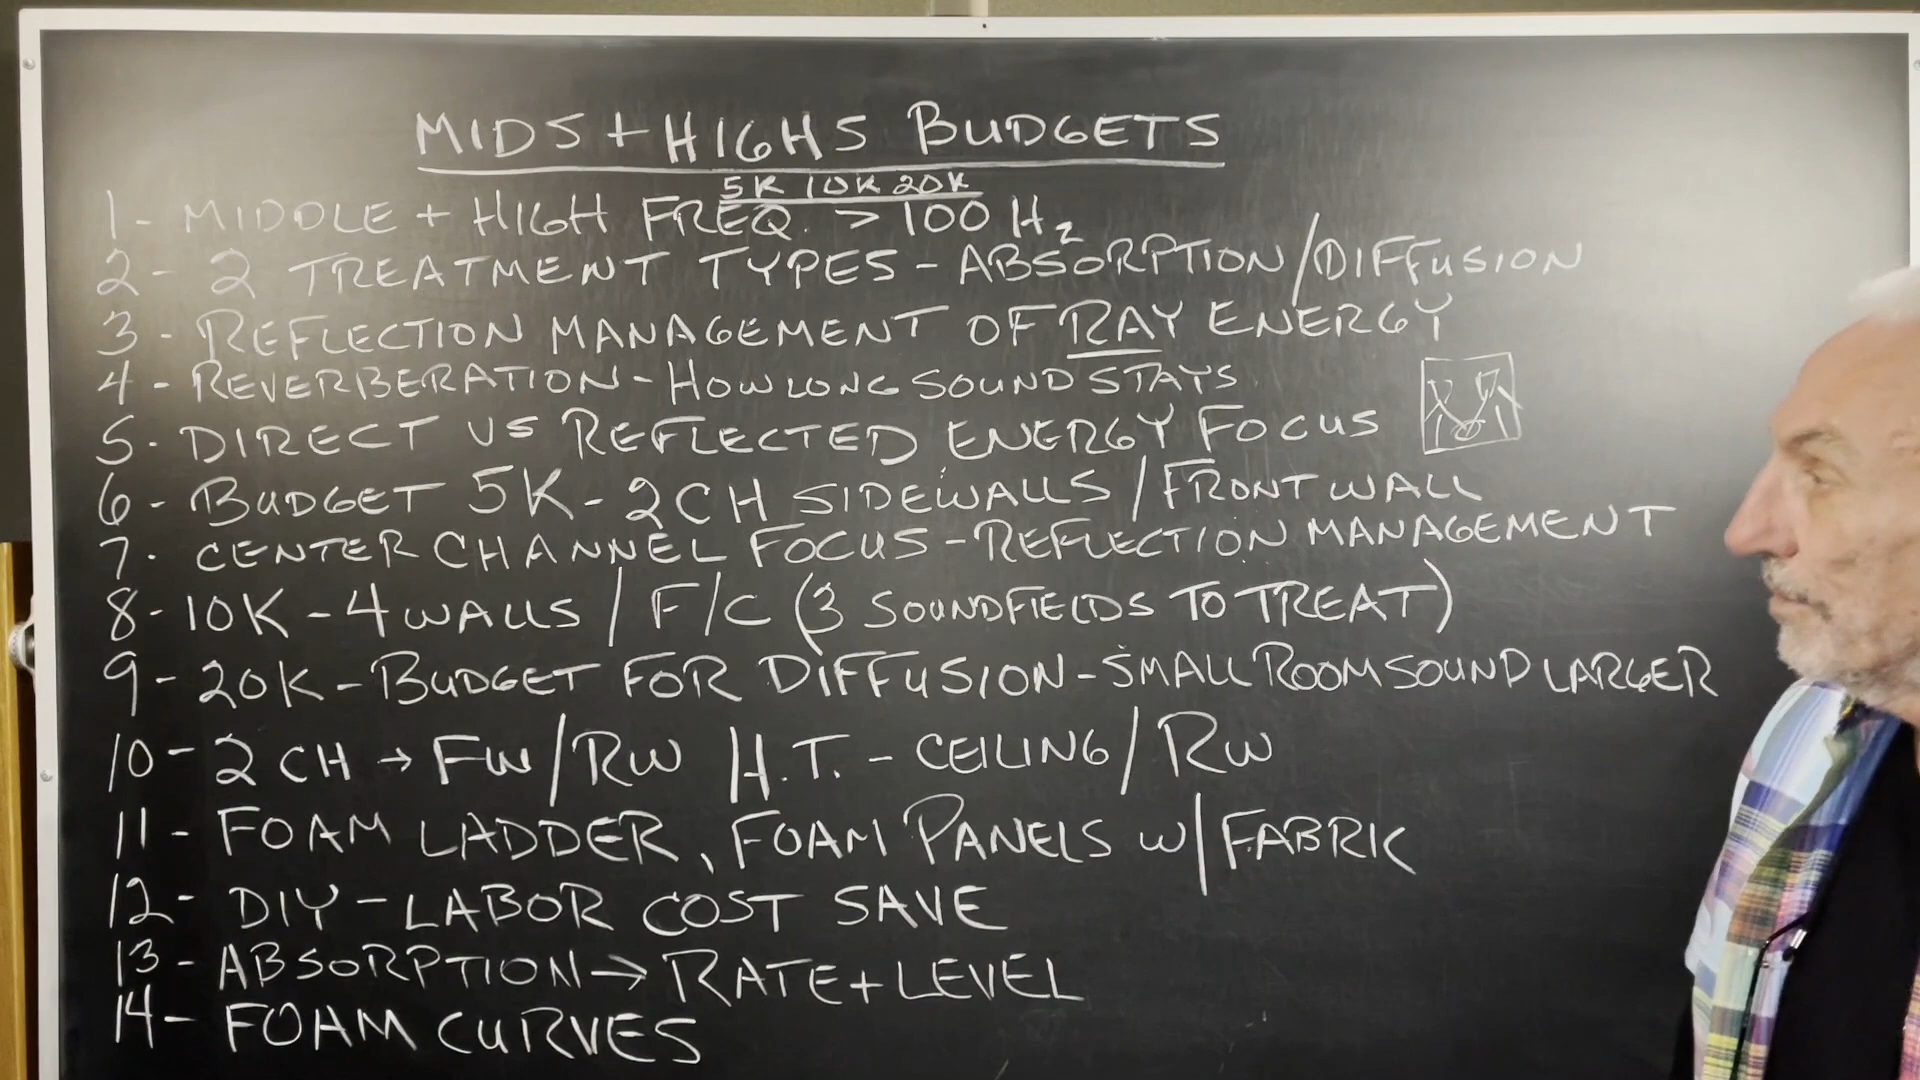 MIDS + HIGHS BUDGETS
5K 10K 20K
1- MIDDLE + HIGH FREQ. > 100 Hz
2- 2 TREATMENT TYPES - ABSORPTION/DIFFUSION
3- REFLECTION MANAGEMENT OF RAY ENERGY
4- REVERBERATION - HOW LONG SOUND STAYS
5- DIRECT VS REFLECTED ENERGY FOCUS
6- BUDGET 5K - 2CH SIDEWALLS / FRONT WALL
7- CENTER CHANNEL FOCUS - REFLECTION MANAGEMENT
8- 10K - 4 WALLS / F/C (3 SOUNDFIELDS TO TREAT)
9- 20K - BUDGET FOR DIFFUSION - SMALL ROOM SOUND LARGER
10- 2 CH → FW/RW H.T. - CEILING/RW
11- FOAM LADDER, FOAM PANELS W/FABRIC
12- DIY - LABOR COST SAVE
13- ABSORPTION → RATE + LEVEL
14- FOAM CURVES